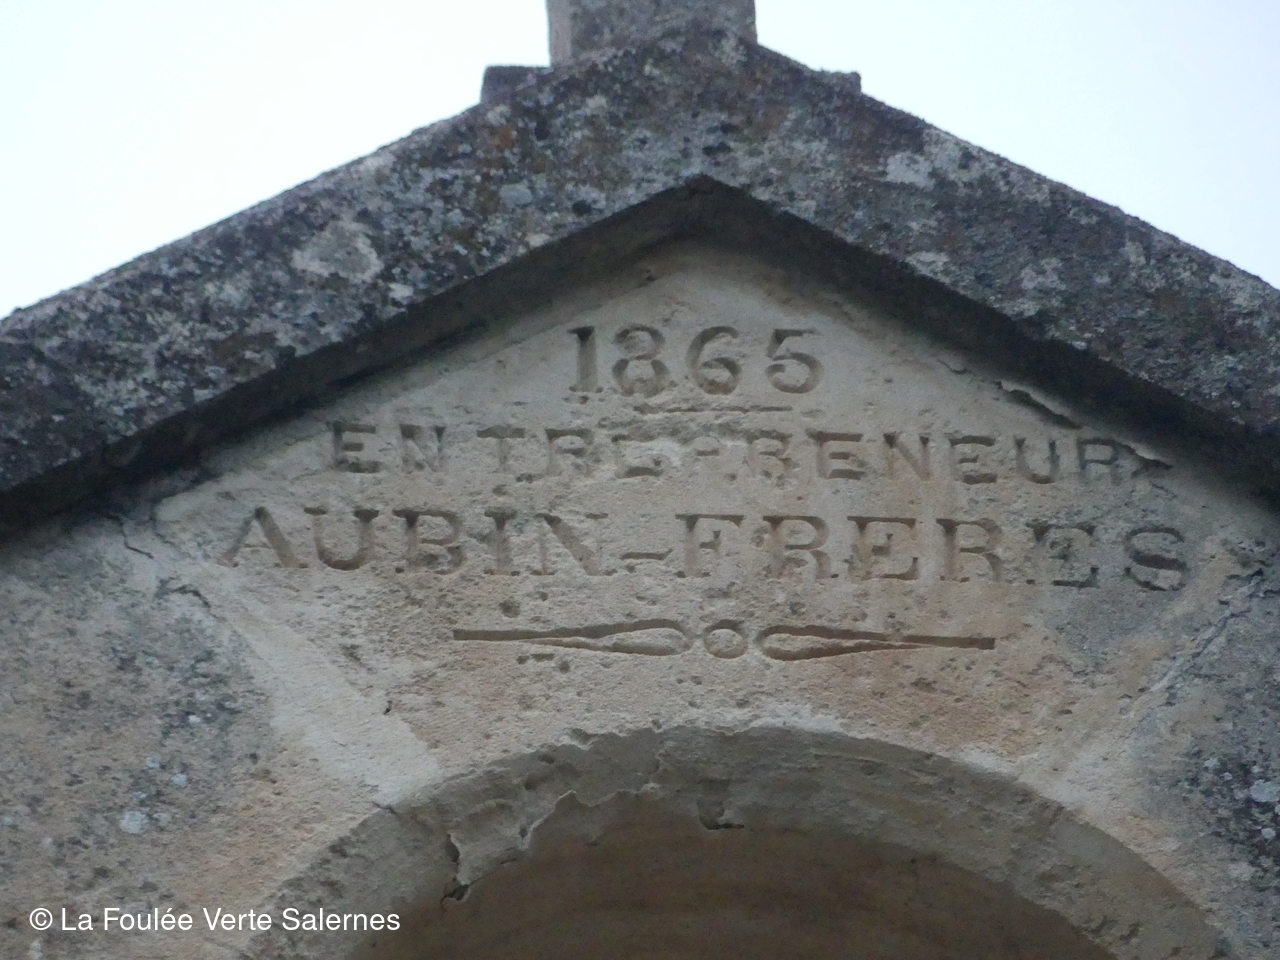 1865
ENTREPRENEUR
AUBIN-FRERES
© La Foulée Verte Salernes